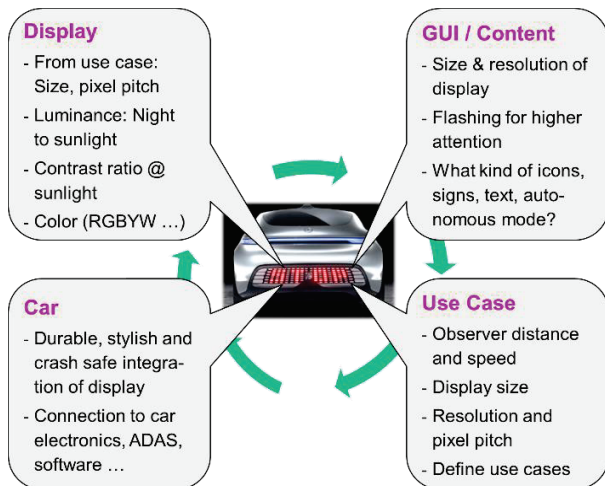 Display
- From use case:
Size, pixel pitch
- Luminance: Night
to sunlight
- Contrast ratio @
sunlight
- Color (RGBYW ...)
GUI / Content
- Size & resolution of
display
- Flashing for higher
attention
- What kind of icons,
signs, text, auto-
nomous mode?
Car
- Durable, stylish and
crash safe integra-
tion of display
- Connection to car
electronics, ADAS,
software ...
Use Case
- Observer distance
and speed
- Display size
- Resolution and
pixel pitch
- Define use cases